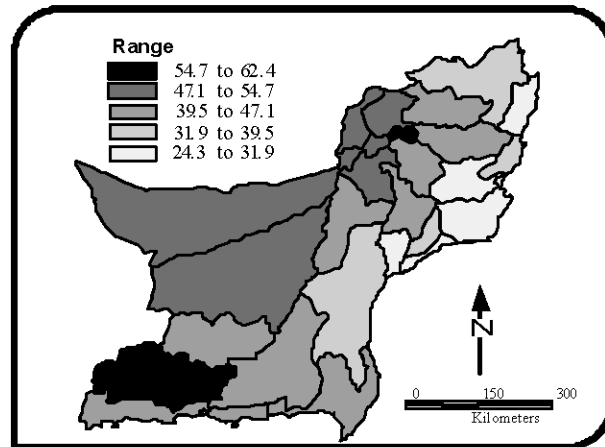 Range
54.7 to 62.4
47.1 to 54.7
39.5 to 47.1
31.9 to 39.5
24.3 to 31.9
N
0 150 300
Kilometers